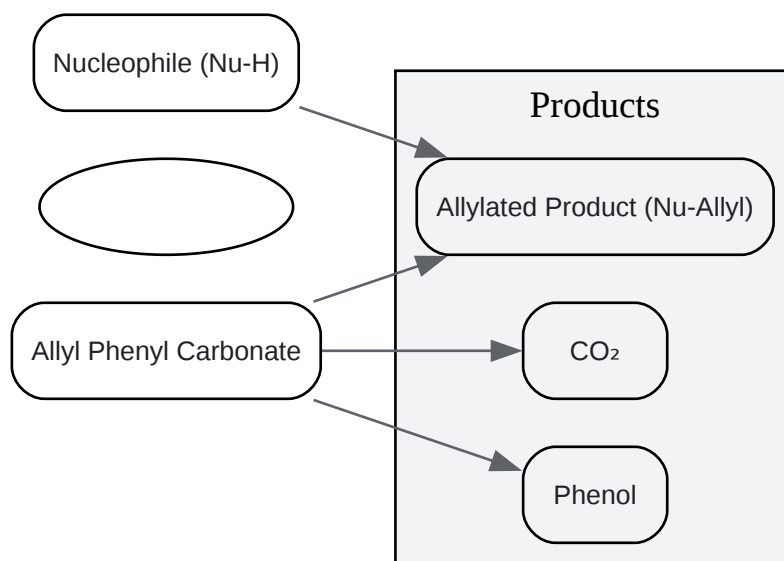 Nucleophile (Nu-H)
Products
Allylated Product (Nu-Allyl)
Allyl Phenyl Carbonate
CO₂
Phenol